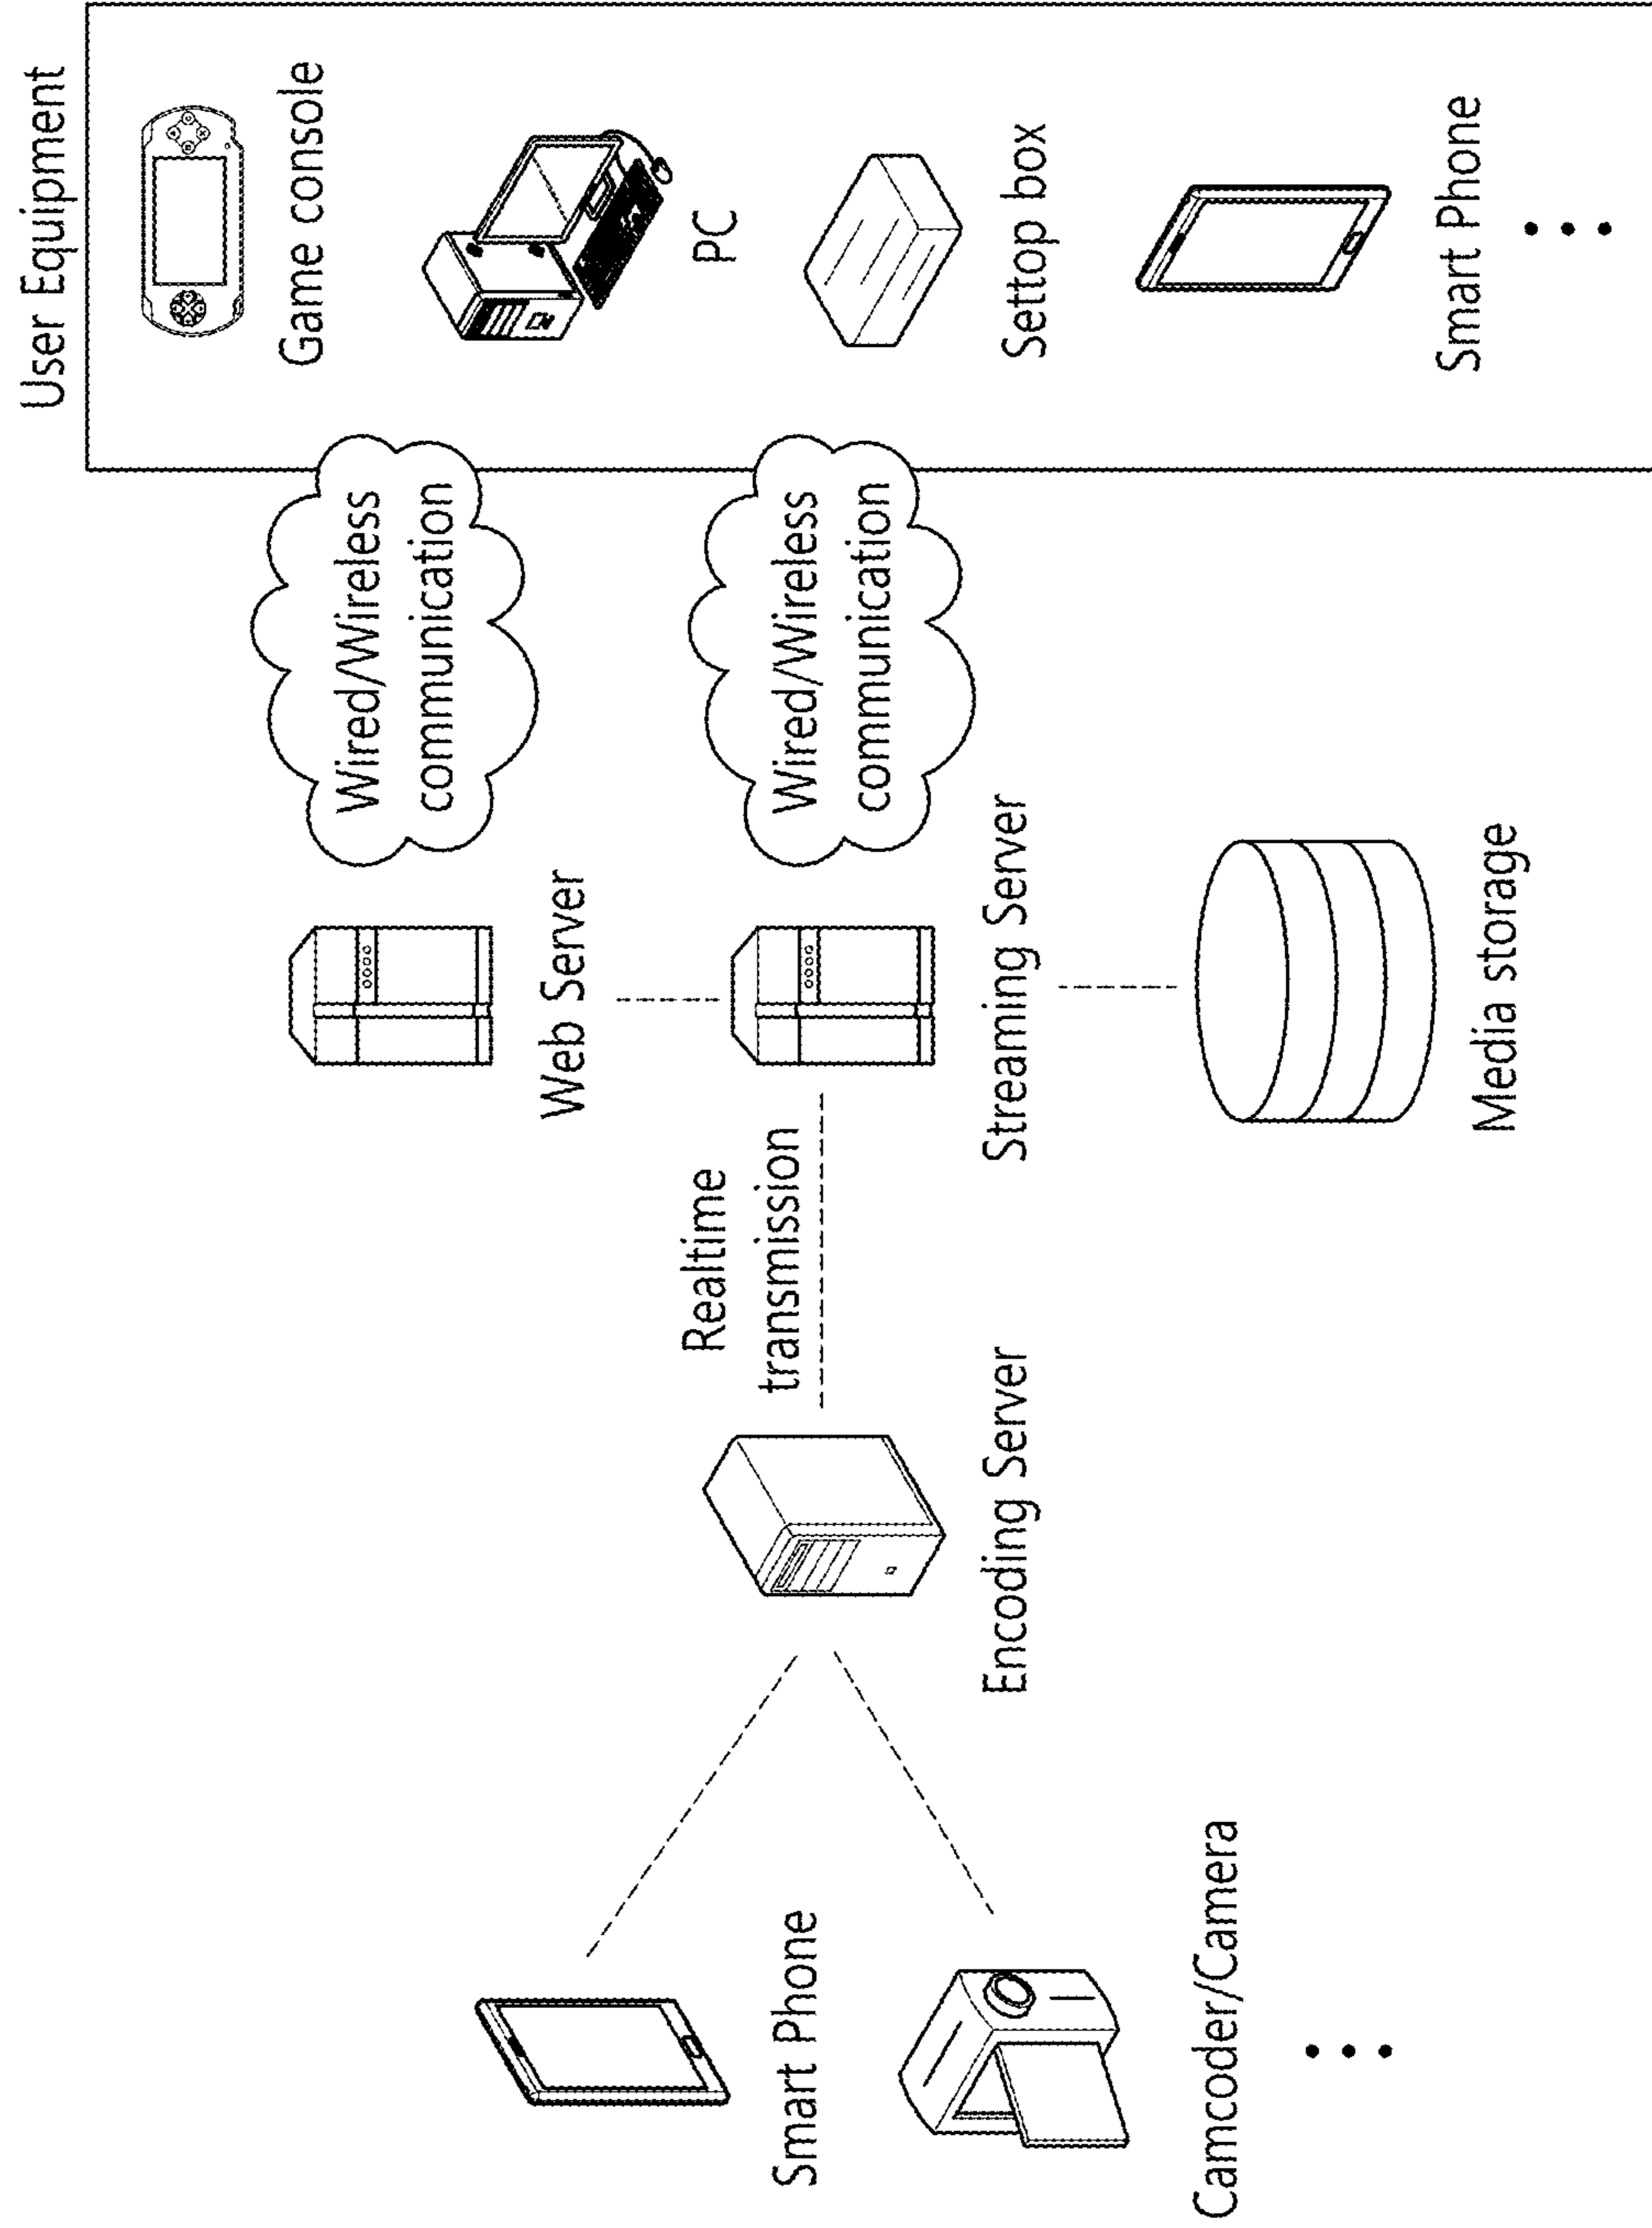 User Equipment
Game console
PC
Settop box
Smart Phone
Wired/Wireless
communication
Wired/Wireless
communication
Web Server
Streaming Server
Media storage
Realtime
transmission
Encoding Server
Smart Phone
Camcoder/Camera